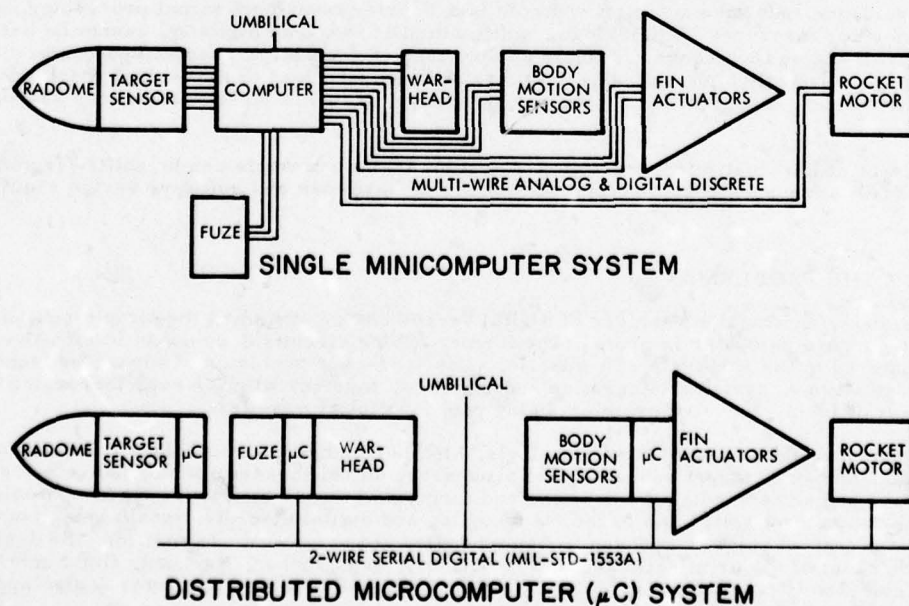 UMBILICAL
RADOME
TARGET
SENSOR
COMPUTER
WAR-
HEAD
BODY
MOTION
SENSORS
FIN
ACTUATORS
ROCKET
MOTOR
MULTI-WIRE ANALOG & DIGITAL DISCRETE
FUZE
SINGLE MINICOMPUTER SYSTEM
UMBILICAL
RADOME
TARGET
SENSOR
μC
FUZE
μC
WAR-
HEAD
BODY
MOTION
SENSORS
μC
FIN
ACTUATORS
ROCKET
MOTOR
2-WIRE SERIAL DIGITAL (MIL-STD-1553A)
DISTRIBUTED MICROCOMPUTER (μC) SYSTEM